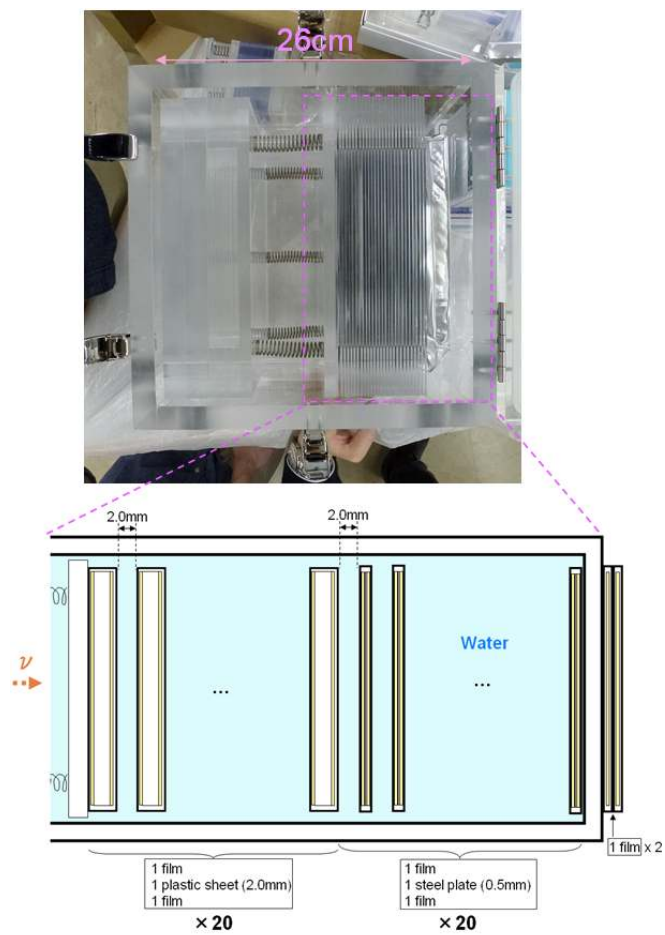 26cm
2.0mm
2.0mm
Water
ν
...
...
1 film x 2
1 film
1 plastic sheet (2.0mm)
1 film
1 film
1 steel plate (0.5mm)
1 film
× 20
× 20